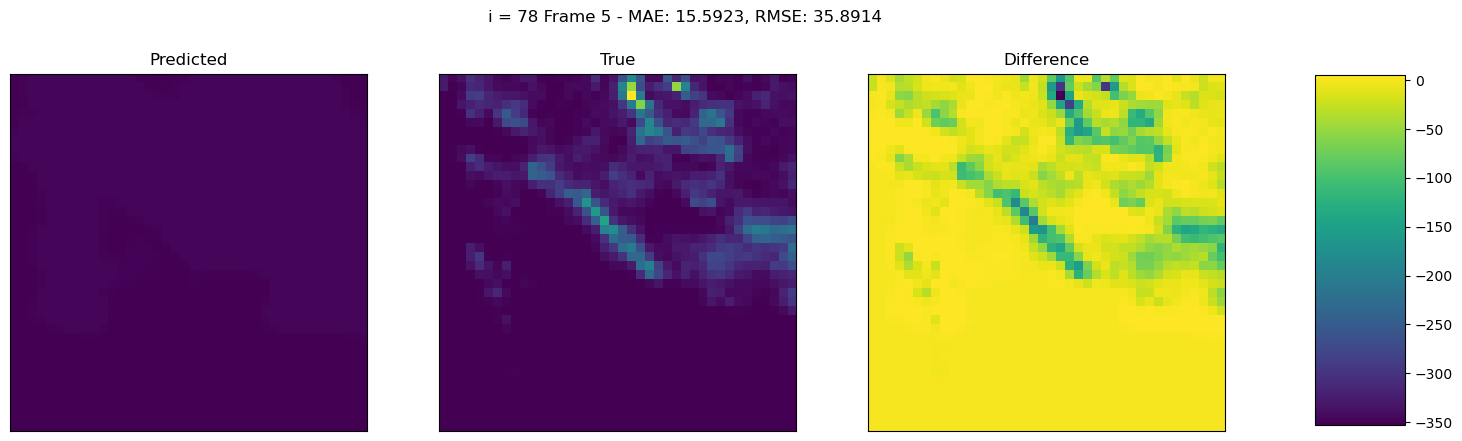 i = 78 Frame 5 - MAE: 15.5923, RMSE: 35.8914
Predicted
True
Difference
0
−50
−100
−150
−200
−250
−300
−350